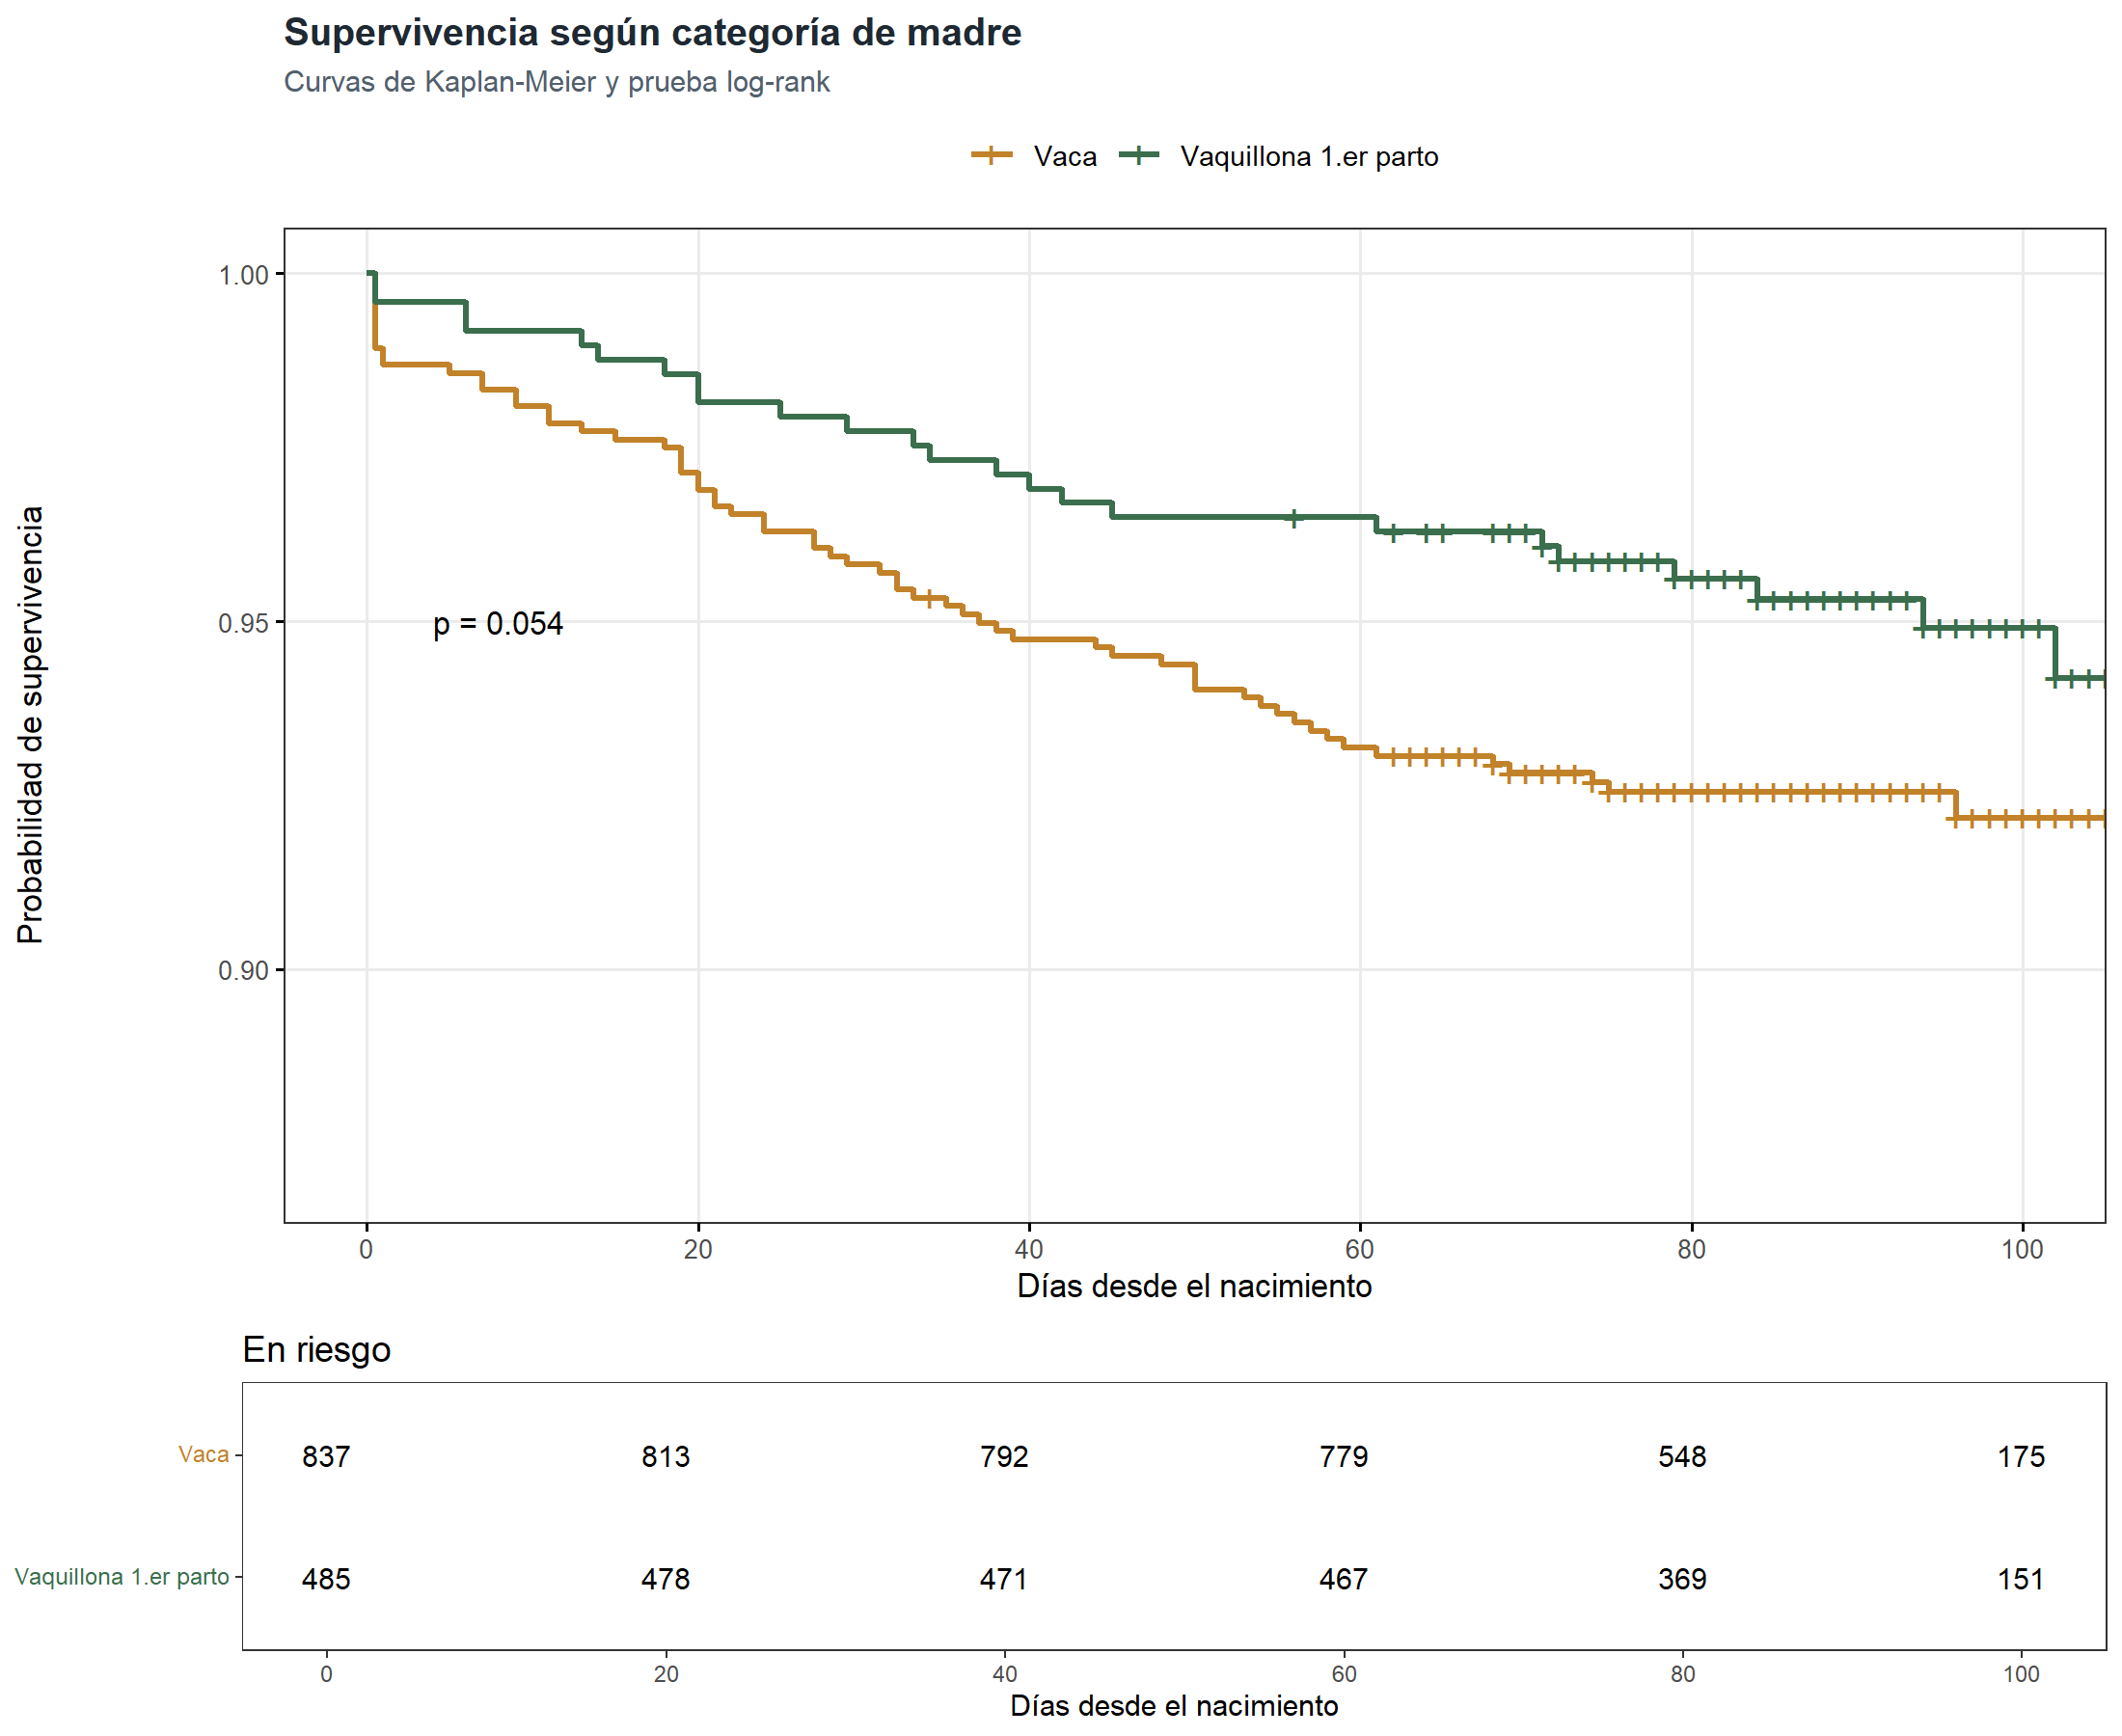 Supervivencia según categoría de madre
Curvas de Kaplan-Meier y prueba log-rank
Vaca Vaquillona 1.er parto
Probabilidad de supervivencia
1.00
0.95
0.90
p = 0.054
0 20 40 60 80 100
Días desde el nacimiento
En riesgo
Vaca 837 813 792 779 548 175
Vaquillona 1.er parto 485 478 471 467 369 151
0 20 40 60 80 100
Días desde el nacimiento